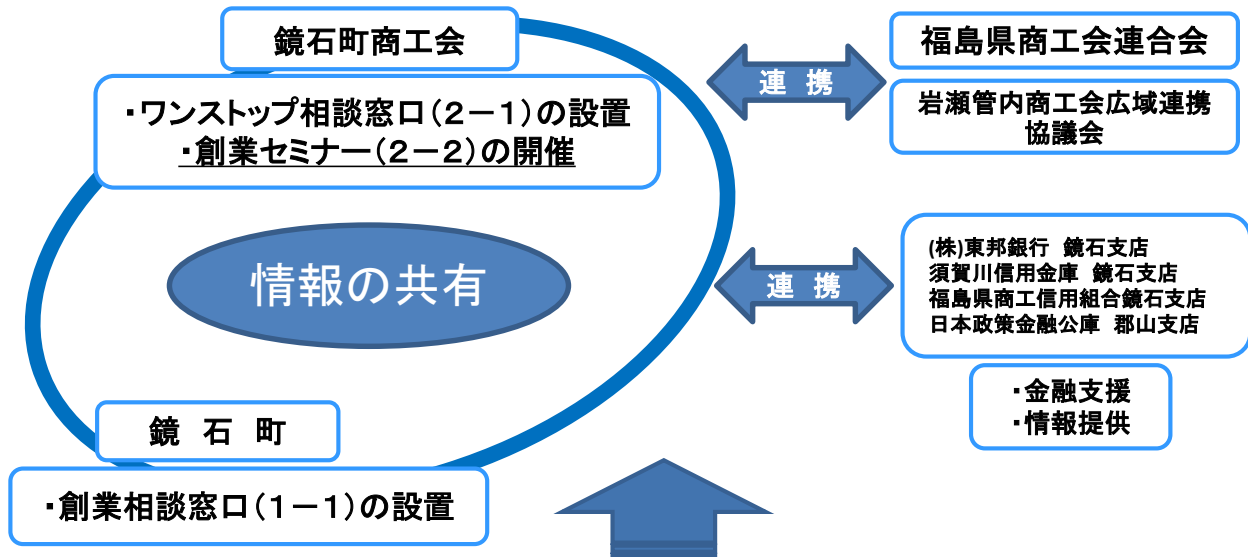 鏡石町商工会
・ワンストップ相談窓口（２－１）の設置
・創業セミナー（２－２）の開催
情報の共有
鏡 石 町
・創業相談窓口（１－１）の設置
連 携
福島県商工会連合会
岩瀬管内商工会広域連携
協議会
連 携
(株)東邦銀行 鏡石支店
須賀川信用金庫 鏡石支店
福島県商工信用組合鏡石支店
日本政策金融公庫 郡山支店
・金融支援
・情報提供